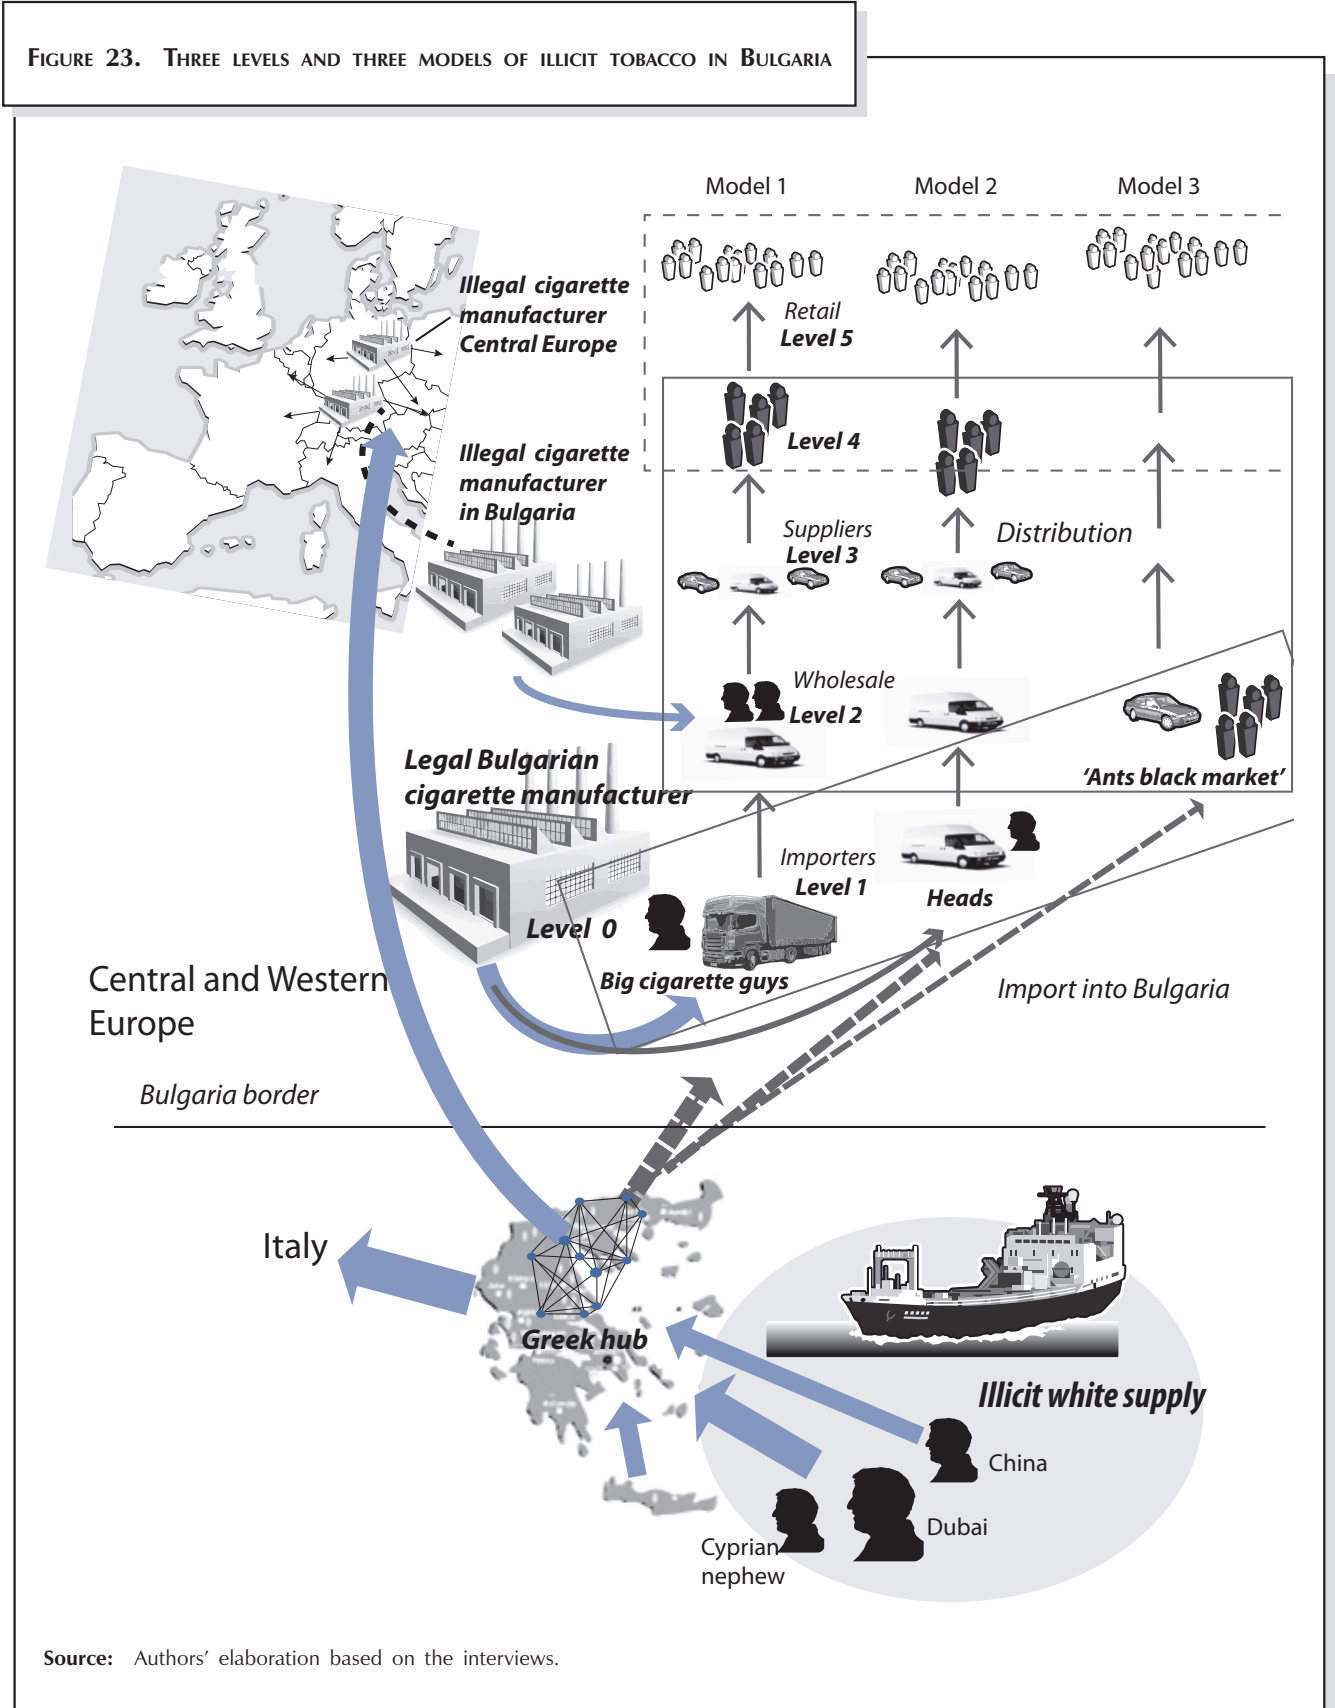 FIGURE 23. THREE LEVELS AND THREE MODELS OF ILLICIT TOBACCO IN BULGARIA
Model 1
Model 2
Model 3
Illegal cigarette
manufacturer
Central Europe
Retail
Level 5
Level 4
Illegal cigarette
manufacturer
in Bulgaria
Suppliers
Level 3
Distribution
Wholesale
Level 2
Legal Bulgarian
cigarette manufacturer
'Ants black market'
Importers
Level 1
Heads
Level 0
Big cigarette guys
Central and Western
Europe
Import into Bulgaria
Bulgaria border
Italy
Greek hub
Illicit white supply
China
Dubai
Cyprian
nephew
Source: Authors' elaboration based on the interviews.